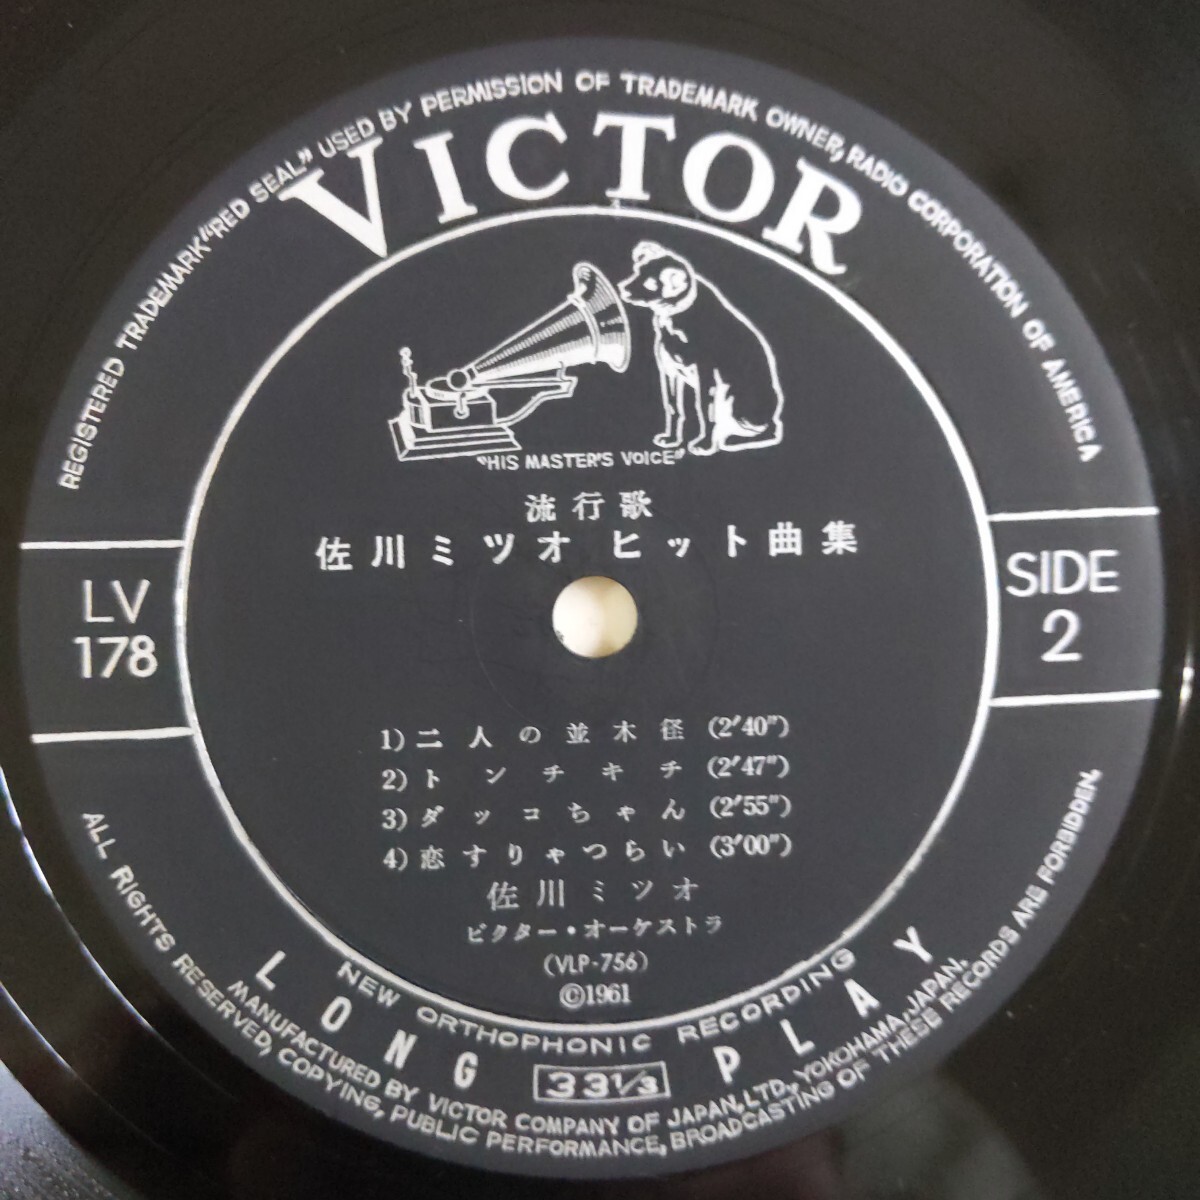 REGISTERED TRADEMARK "RED SEAL" USED BY PERMISSION OF TRADEMARK OWNER, RADIO CORPORATION OF AMERICA
VICTOR
"HIS MASTER'S VOICE"
流行歌
佐川ミツオ ヒット曲集
LV
178
SIDE
2
1) 二人の並木径 (2′40″)
2) トンチキチ (2′47″)
3) ダッコちゃん (2′55″)
4) 恋すりゃつらい (3′00″)
佐川ミツオ
ビクター・オーケストラ
(VLP-756)
©1961
NEW ORTHOPHONIC RECORDING
LONG PLAY
33 1/3
MANUFACTURED BY VICTOR COMPANY OF JAPAN, LTD., YOKOHAMA, JAPAN.
ALL RIGHTS RESERVED, COPYING, PUBLIC PERFORMANCE, BROADCASTING OF THESE RECORDS ARE FORBIDDEN.